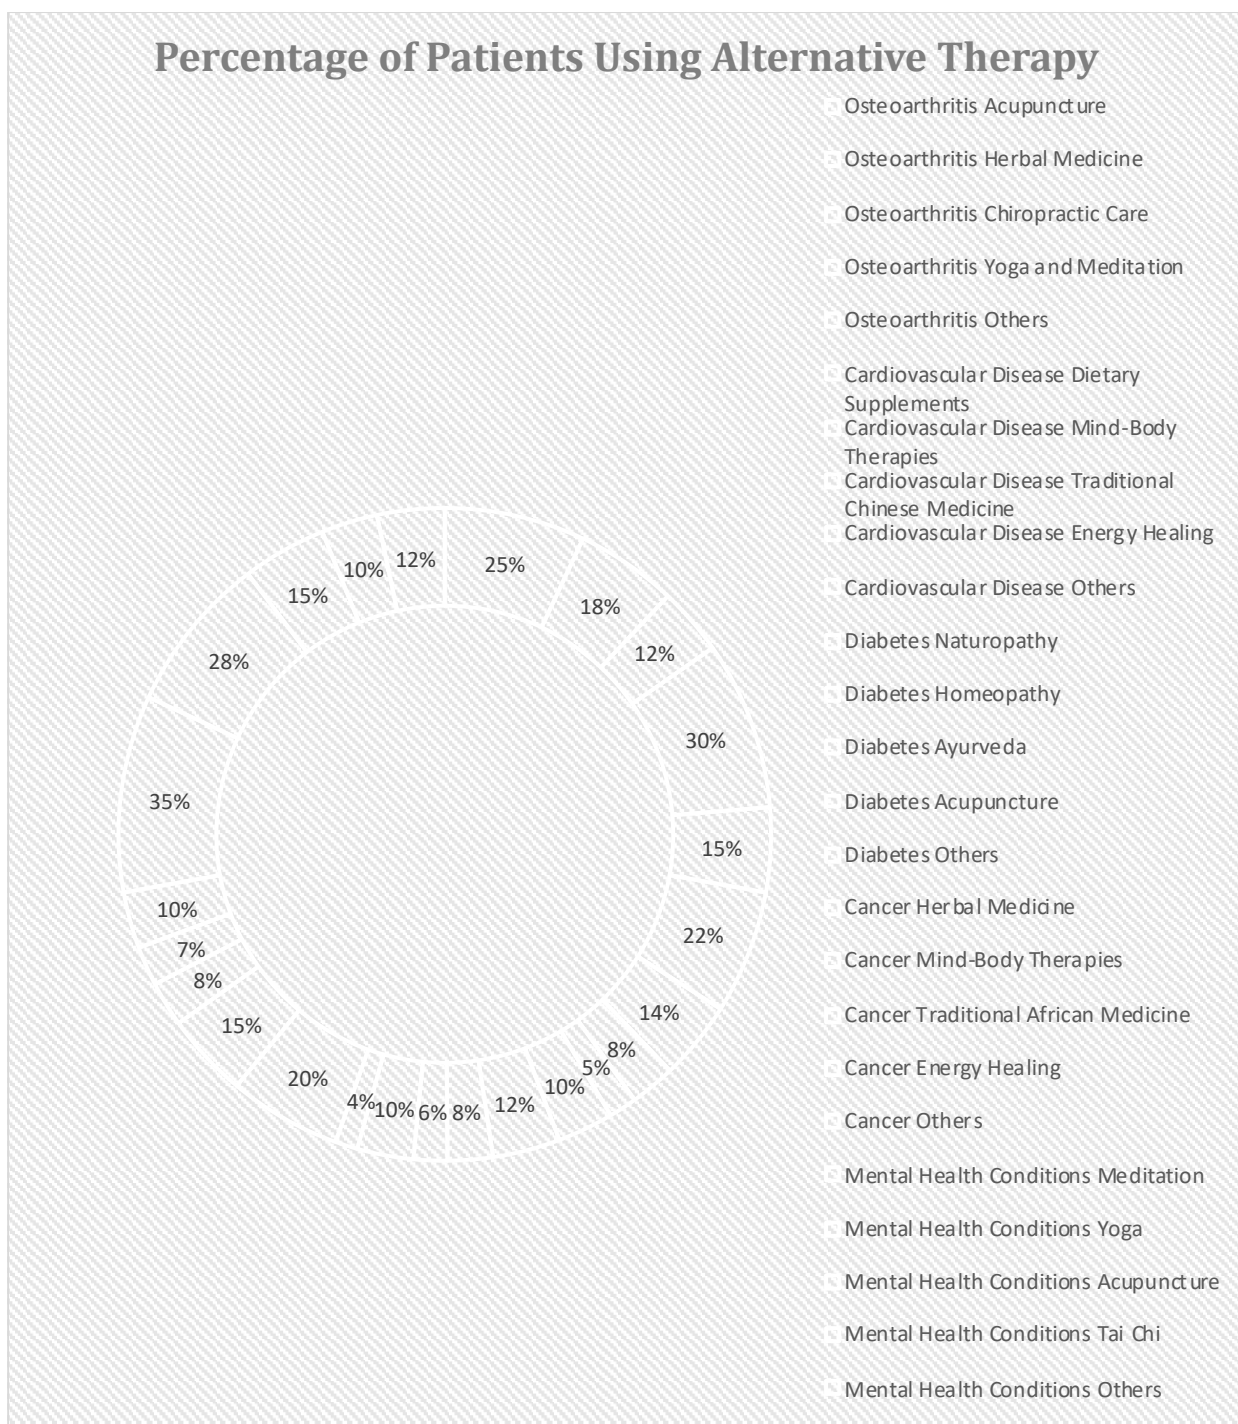 Percentage of Patients Using Alternative Therapy
Osteoarthritis Acupuncture
Osteoarthritis Herbal Medicine
Osteoarthritis Chiropractic Care
Osteoarthritis Yoga and Meditation
Osteoarthritis Others
Cardiovascular Disease Dietary
Supplements
Cardiovascular Disease Mind-Body
Therapies
Cardiovascular Disease Traditional
Chinese Medicine
Cardiovascular Disease Energy Healing
Cardiovascular Disease Others
Diabetes Naturopathy
Diabetes Homeopathy
Diabetes Ayurveda
Diabetes Acupuncture
Diabetes Others
Cancer Herbal Medicine
Cancer Mind-Body Therapies
Cancer Traditional African Medicine
Cancer Energy Healing
Cancer Others
Mental Health Conditions Meditation
Mental Health Conditions Yoga
Mental Health Conditions Acupuncture
Mental Health Conditions Tai Chi
Mental Health Conditions Others
25%
18%
12%
30%
15%
22%
14%
8%
5%
10%
12%
8%
6%
10%
4%
20%
15%
8%
7%
10%
35%
28%
15%
10%
12%